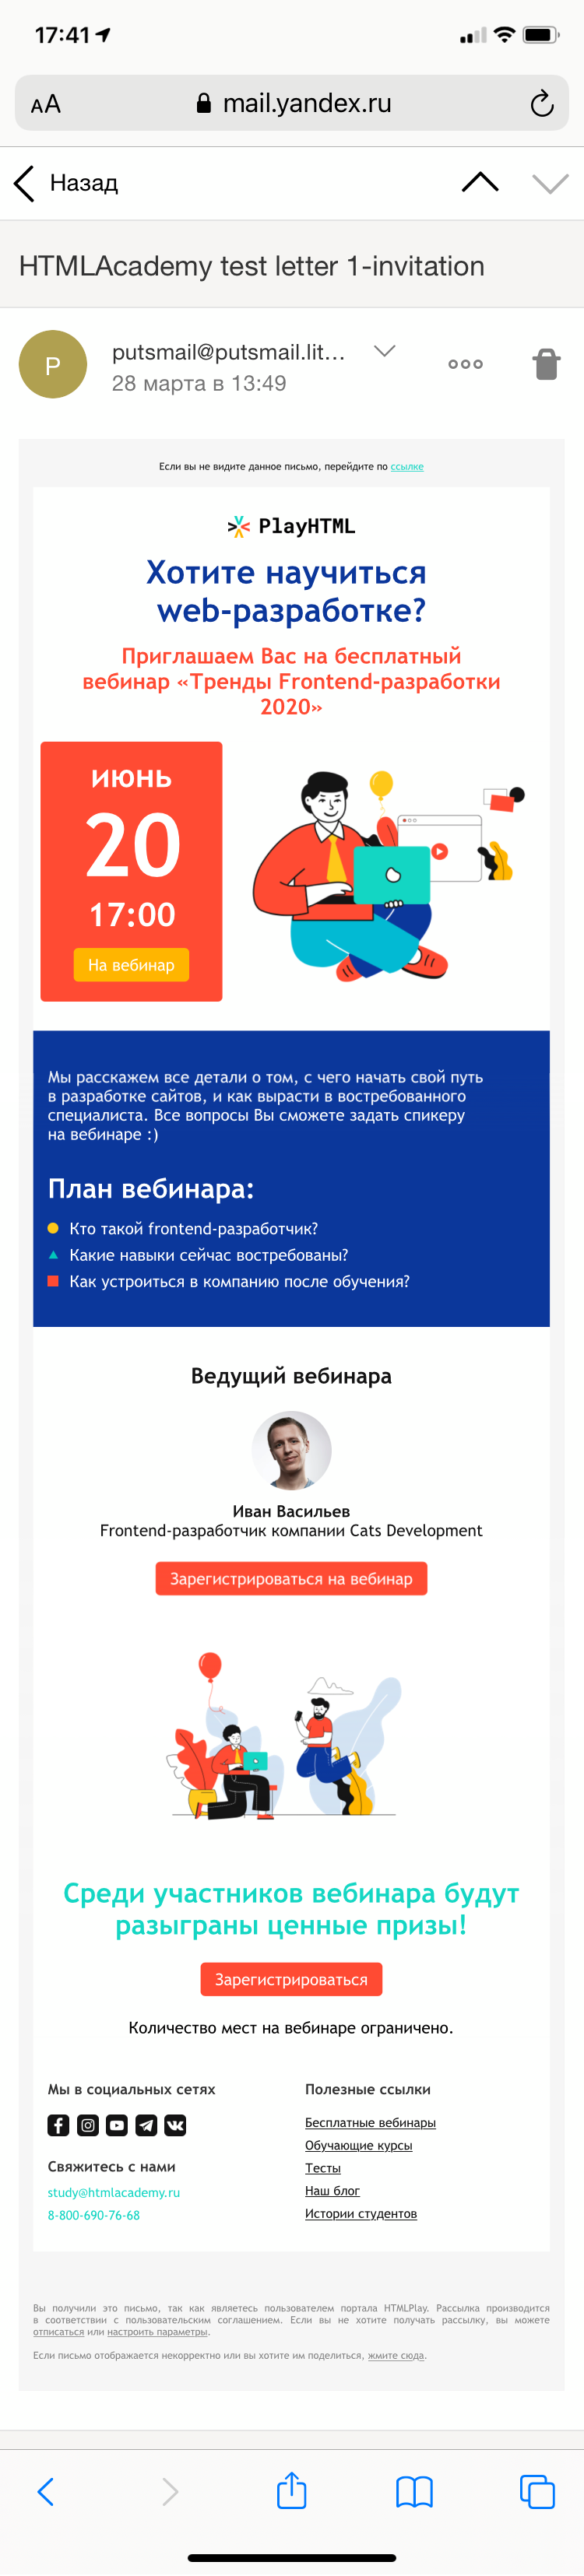 17:41
AA mail.yandex.ru
Назад
HTMLAcademy test letter 1-invitation
P
putsmail@putsmail.lit...
28 марта в 13:49
Если вы не видите данное письмо, перейдите по ссылке
PlayHTML
Хотите научиться
web-разработке?
Приглашаем Вас на бесплатный
вебинар «Тренды Frontend-разработки
2020»
июнь
20
17:00
На вебинар
Мы расскажем все детали о том, с чего начать свой путь
в разработке сайтов, и как вырасти в востребованного
специалиста. Все вопросы Вы сможете задать спикеру
на вебинаре :)
План вебинара:
Кто такой frontend-разработчик?
Какие навыки сейчас востребованы?
Как устроиться в компанию после обучения?
Ведущий вебинара
Иван Васильев
Frontend-разработчик компании Cats Development
Зарегистрироваться на вебинар
Среди участников вебинара будут
разыграны ценные призы!
Зарегистрироваться
Количество мест на вебинаре ограничено.
Мы в социальных сетях
Свяжитесь с нами
study@htmlacademy.ru
8-800-690-76-68
Полезные ссылки
Бесплатные вебинары
Обучающие курсы
Тесты
Наш блог
Истории студентов
Вы получили это письмо, так как являетесь пользователем портала HTMLPlay. Рассылка производится
в соответствии с пользовательским соглашением. Если вы не хотите получать рассылку, вы можете
отписаться или настроить параметры.
Если письмо отображается некорректно или вы хотите им поделиться, жмите сюда.